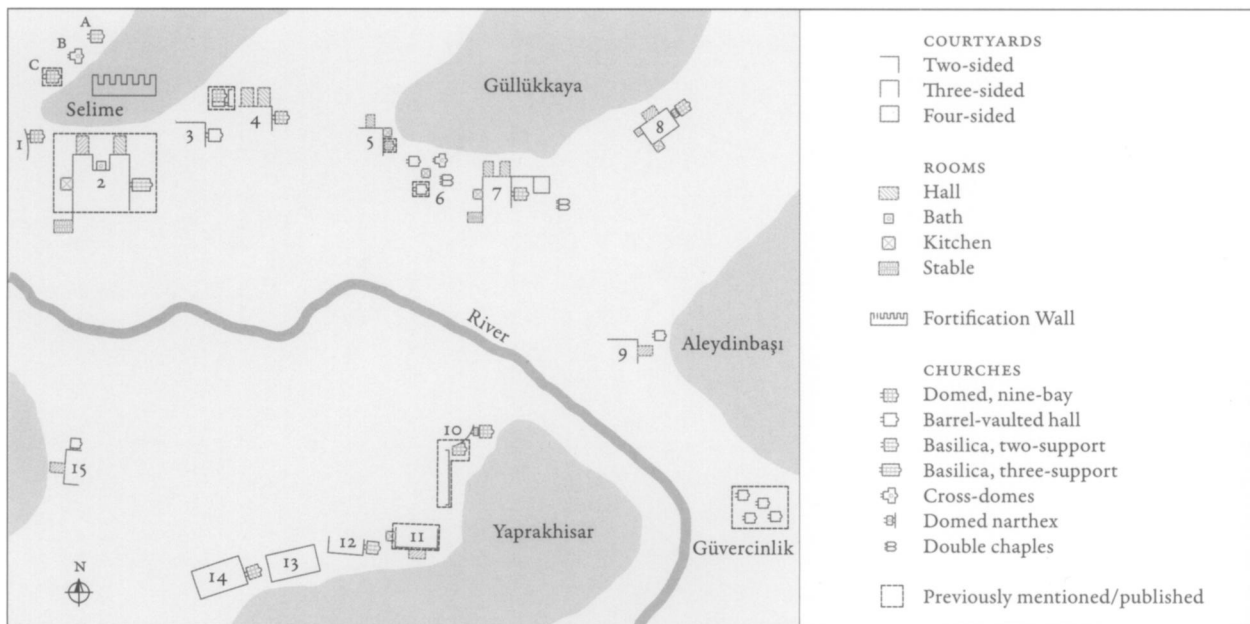 A
B
C
Selime
Güllükkaya
1
2
3
4
5
6
7
8
River
Aleydinbaşı
9
10
15
Yaprakhisar
Güvercinlik
11
12
13
14
N
COURTYARDS
Two-sided
Three-sided
Four-sided
ROOMS
Hall
Bath
Kitchen
Stable
Fortification Wall
CHURCHES
Domed, nine-bay
Barrel-vaulted hall
Basilica, two-support
Basilica, three-support
Cross-domes
Domed narthex
Double chaples
Previously mentioned/published